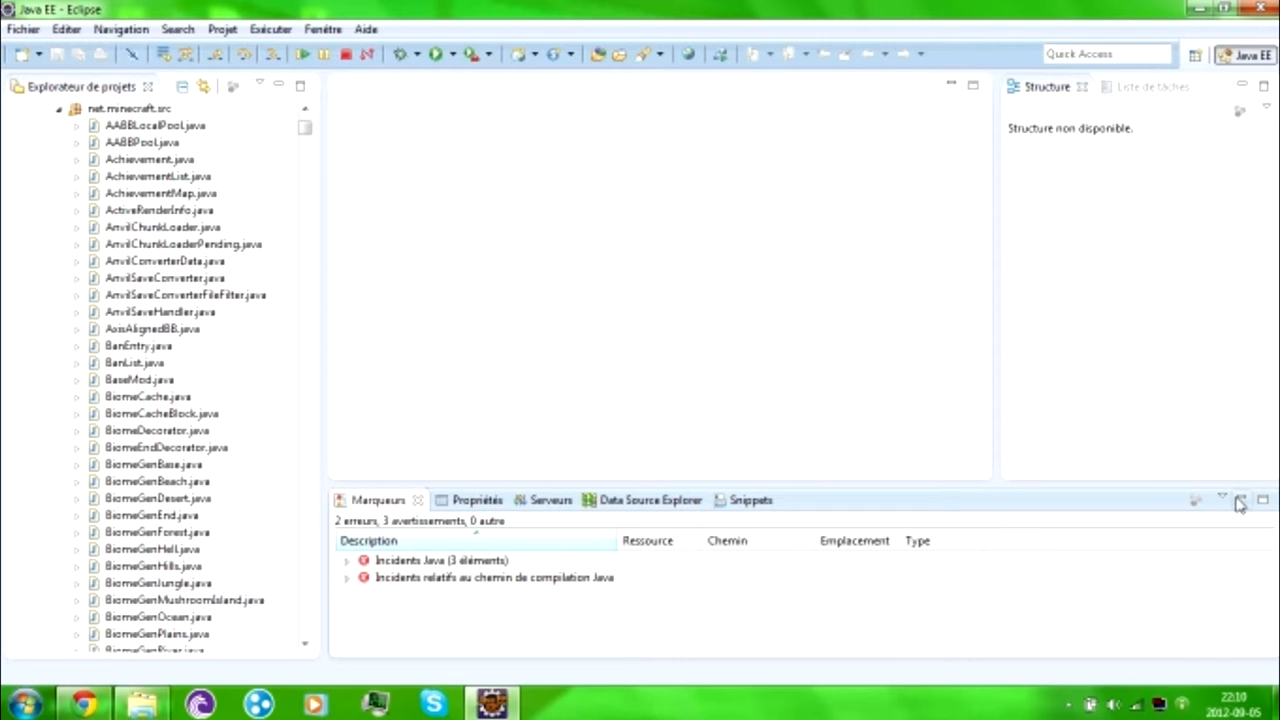 Java EE - Eclipse
Fichier Editer Navigation Search Projet Exécuter Fenêtre Aide
Quick Access Java EE
Explorateur de projets
net.minecraft.src
AABBLocalPool.java
AABBPool.java
Achievement.java
AchievementList.java
AchievementMap.java
ActiveRenderInfo.java
AnvilChunkLoader.java
AnvilChunkLoaderPending.java
AnvilConverterData.java
AnvilSaveConverter.java
AnvilSaveConverterFileFilter.java
AnvilSaveHandler.java
AxisAlignedBB.java
BanEntry.java
BanList.java
BaseMod.java
BiomeCache.java
BiomeCacheBlock.java
BiomeDecorator.java
BiomeEndDecorator.java
BiomeGenBase.java
BiomeGenBeach.java
BiomeGenDesert.java
BiomeGenEnd.java
BiomeGenForest.java
BiomeGenHell.java
BiomeGenHills.java
BiomeGenJungle.java
BiomeGenMushroomIsland.java
BiomeGenOcean.java
BiomeGenPlains.java
BiomeGenRiver.java
Structure Liste de tâches
Structure non disponible.
Marqueurs Propriétés Serveurs Data Source Explorer Snippets
2 erreurs, 3 avertissements, 0 autre
Description Ressource Chemin Emplacement Type
Incidents Java (3 éléments)
Incidents relatifs au chemin de compilation Java
22:10
2012-09-05